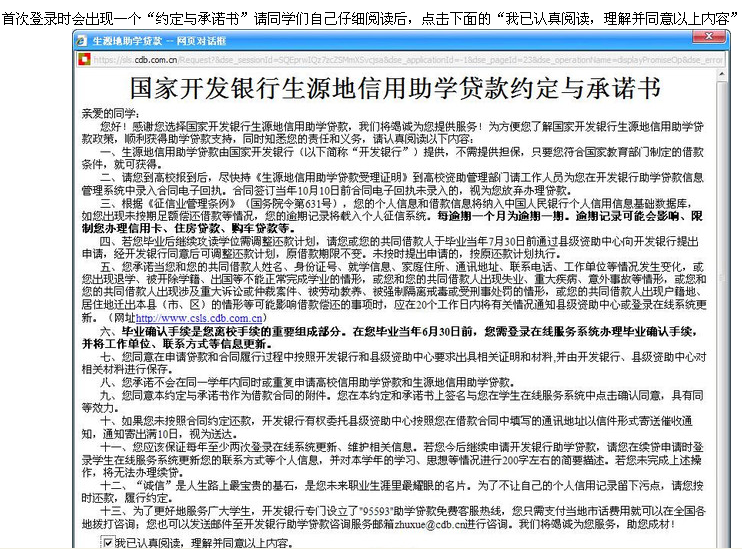 首次登录时会出现一个“约定与承诺书”请同学们自己仔细阅读后，点击下面的“我已认真阅读，理解并同意以上内容”
生源地助学贷款 -- 网页对话框
https://sls.cdb.com.cn/Request?&dse_sessionId=SQEprwIQz7zcZSMmXSvcjsa&dse_applicationId=-1&dse_pageId=23&dse_operationName=displayPromiseOp&dse_error
国家开发银行生源地信用助学贷款约定与承诺书
亲爱的同学：
您好！感谢您选择国家开发银行生源地信用助学贷款，我们将竭诚为您提供服务！为方便您了解国家开发银行生源地信用助学贷
款政策，顺利获得助学贷款支持，同时知悉您的责任和义务，请认真阅读以下内容：
一、生源地信用助学贷款由国家开发银行（以下简称“开发银行”）提供，不需提供担保，只要您符合国家教育部门制定的借款
条件，就可获得。
二、请您到高校报到后，尽快持《生源地信用助学贷款受理证明》到高校资助管理部门请工作人员为您在开发银行助学贷款信息
管理系统中录入合同电子回执。合同签订当年10月10日前合同电子回执未录入的，视为您放弃办理贷款。
三、根据《征信业管理条例》（国务院令第631号），您的个人信息和借款信息将纳入中国人民银行个人信用信息基础数据库，
如您出现未按期足额偿还借款等情况，您的逾期记录将载入个人征信系统。每逾期一个月为逾期一期。逾期记录可能会影响、限
制您办理信用卡、住房贷款、购车贷款等。
四、若您毕业后继续攻读学位需调整还款计划，请您或您的共同借款人于毕业当年7月30日前通过县级资助中心向开发银行提出
申请，经开发银行同意后可调整还款计划，原借款期限不变。未按时提出申请的，按原还款计划执行。
五、您承诺当您和您的共同借款人姓名、身份证号、就学信息、家庭住所、通讯地址、联系电话、工作单位等情况发生变化，或
您出现退学、被开除学籍、出国等不能正常完成学业的情形，或您和您的共同借款人出现失业、重大疾病、意外事故等情形，或您和
您的共同借款人出现涉及重大诉讼或仲裁案件、被劳动教养、被强制隔离戒毒或受刑事处罚的情形，或您的共同借款人出现户籍地、
居住地迁出本县（市、区）的情形等可能影响借款偿还的事项时，应在20个工作日内将有关情况通知县级资助中心或登录在线系统更
新。（网址http://www.csls.cdb.com.cn）
六、毕业确认手续是您离校手续的重要组成部分。在您毕业当年6月30日前，您需登录在线服务系统办理毕业确认手续，
并将工作单位、联系方式等信息更新。
七、您同意在申请贷款和合同履行过程中按照开发银行和县级资助中心要求出具相关证明和材料,并由开发银行、县级资助中心对
相关材料进行保存。
八、您承诺不会在同一学年内同时或重复申请高校信用助学贷款和生源地信用助学贷款。
九、您同意本约定与承诺书作为借款合同的附件。您在本约定和承诺书上签名与您在学生在线服务系统中点击确认同意，具有同
等效力。
十、如果您未按照合同约定还款，开发银行有权委托县级资助中心按照您在借款合同中填写的通讯地址以信件形式寄送催收通
知，通知寄出满10日，视为送达。
十一、您应该保证每年至少两次登录在线系统更新、维护相关信息。若您今后继续申请开发银行助学贷款，请您在续贷申请时登
录学生在线服务系统更新您的联系方式等个人信息，并对本学年的学习、思想等情况进行200字左右的简要描述。若您未完成上述操
作，将无法办理续贷。
十二、“诚信”是人生路上最宝贵的基石，是您未来职业生涯里最耀眼的名片。为了不让自己的个人信用记录留下污点，请您按
时还款，履行约定。
十三、为了更好地服务广大学生，开发银行专门设立了"95593"助学贷款免费客服热线，您只需支付当地市话费用就可以在全国各
地拨打咨询；您也可以发送邮件至开发银行助学贷款咨询服务邮箱zhuxue@cdb.cn进行咨询。我们将竭诚为您服务，助您成材！
我已认真阅读，理解并同意以上内容。